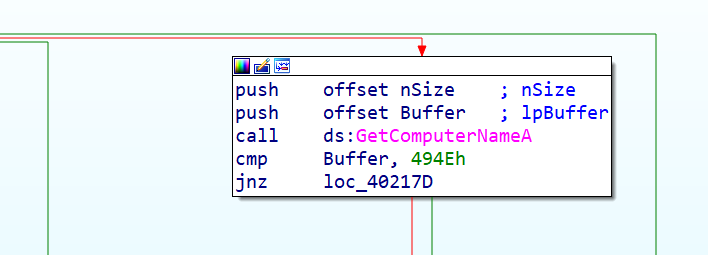 push offset nSize ; nSize
push offset Buffer ; lpBuffer
call ds:GetComputerNameA
cmp Buffer, 494Eh
jnz loc_40217D